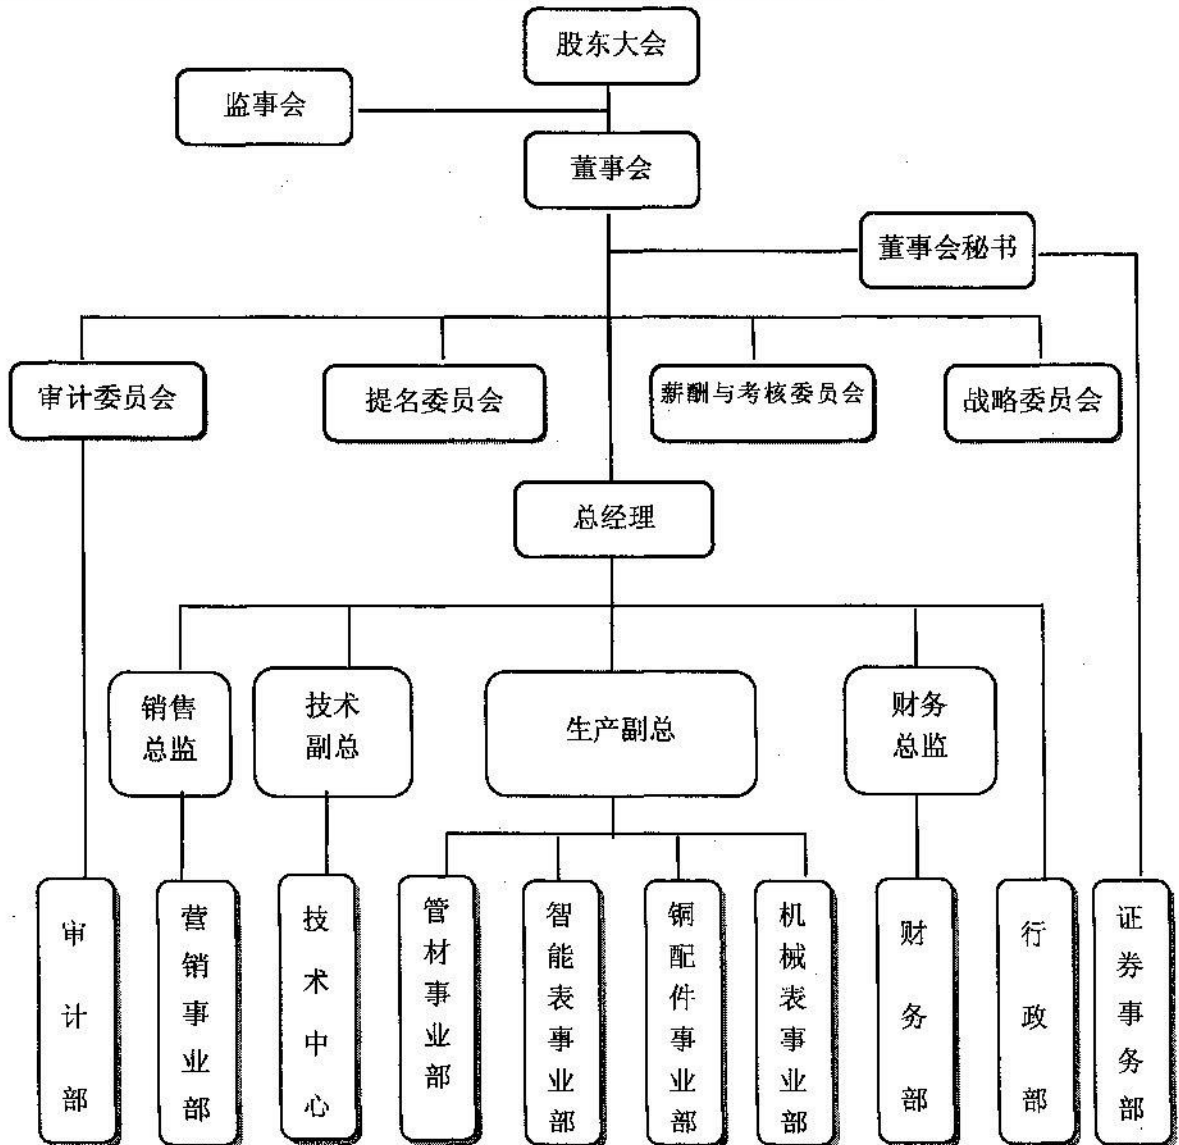 股东大会
监事会
董事会
董事会秘书
审计委员会
提名委员会
薪酬与考核委员会
战略委员会
总经理
销售
总监
技术
副总
生产副总
财务
总监
审计部
营销事业部
技术中心
管材事业部
智能表事业部
铜配件事业部
机械表事业部
财务部
行政部
证券事务部